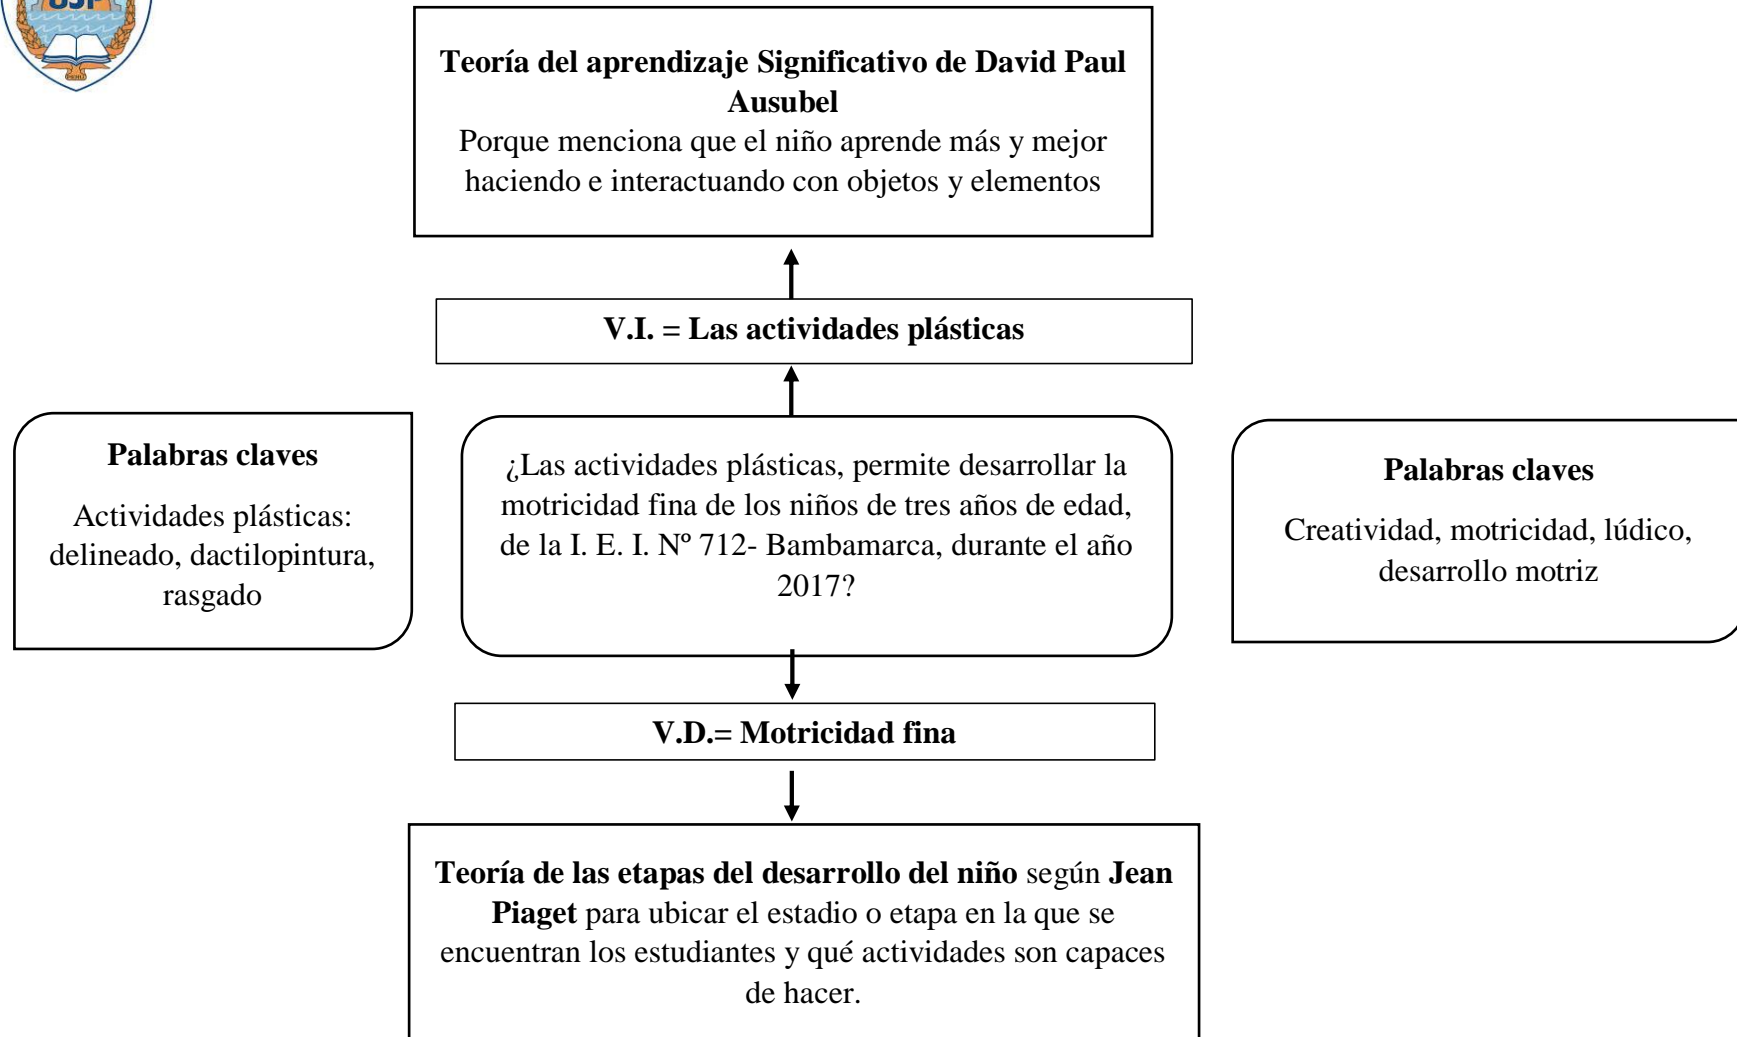 USP
Teoría del aprendizaje Significativo de David Paul
Ausubel
Porque menciona que el niño aprende más y mejor
haciendo e interactuando con objetos y elementos
V.I. = Las actividades plásticas
Palabras claves
Actividades plásticas:
delineado, dactilopintura,
rasgado
¿Las actividades plásticas, permite desarrollar la
motricidad fina de los niños de tres años de edad,
de la I. E. I. Nº 712- Bambamarca, durante el año
2017?
Palabras claves
Creatividad, motricidad, lúdico,
desarrollo motriz
V.D.= Motricidad fina
Teoría de las etapas del desarrollo del niño según Jean
Piaget para ubicar el estadio o etapa en la que se
encuentran los estudiantes y qué actividades son capaces
de hacer.